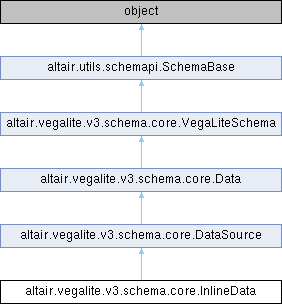 object
altair.utils.schemapi.SchemaBase
altair.vegalite.v3.schema.core.VegaLiteSchema
altair.vegalite.v3.schema.core.Data
altair.vegalite.v3.schema.core.DataSource
altair.vegalite.v3.schema.core.InlineData